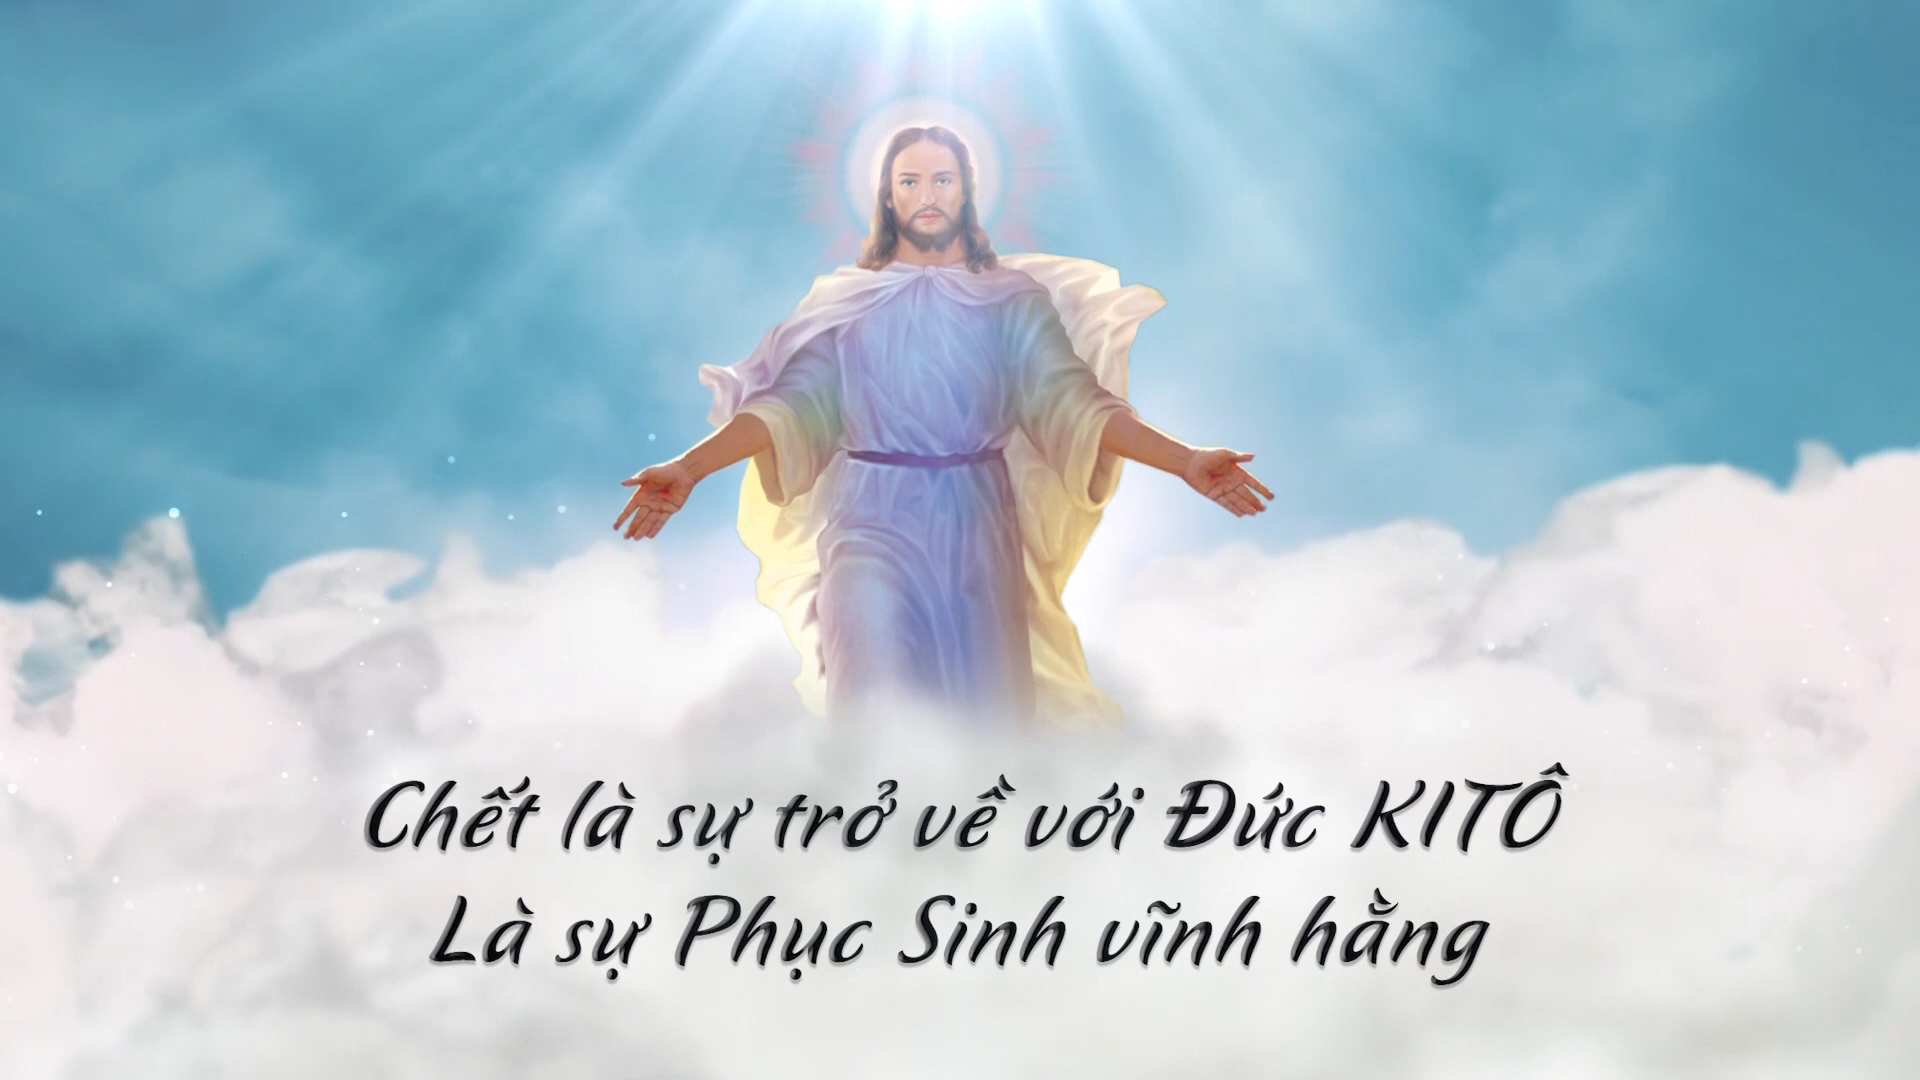 Chết là sự trở về với Đức KITÔ
Là sự Phục Sinh vĩnh hằng